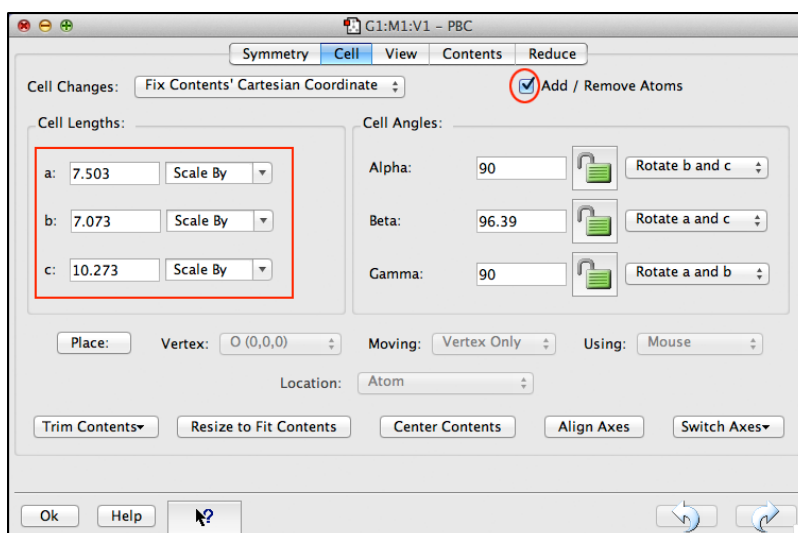 G1:M1:V1 – PBC
Symmetry Cell View Contents Reduce
Cell Changes: Fix Contents' Cartesian Coordinate Add / Remove Atoms
Cell Lengths: Cell Angles:
a: 7.503 Scale By Alpha: 90 Rotate b and c
b: 7.073 Scale By Beta: 96.39 Rotate a and c
c: 10.273 Scale By Gamma: 90 Rotate a and b
Place: Vertex: O (0,0,0) Moving: Vertex Only Using: Mouse
Location: Atom
Trim Contents Resize to Fit Contents Center Contents Align Axes Switch Axes
Ok Help ?